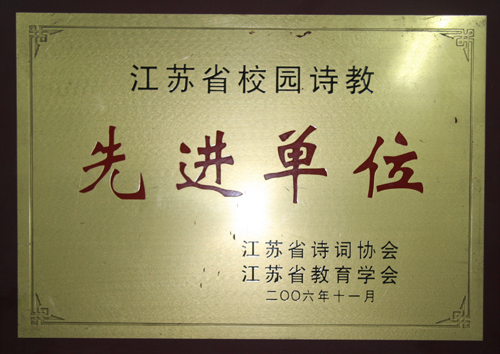 江苏省校园诗教
先进单位
江苏省诗词协会
江苏省教育学会
二〇〇六年十一月